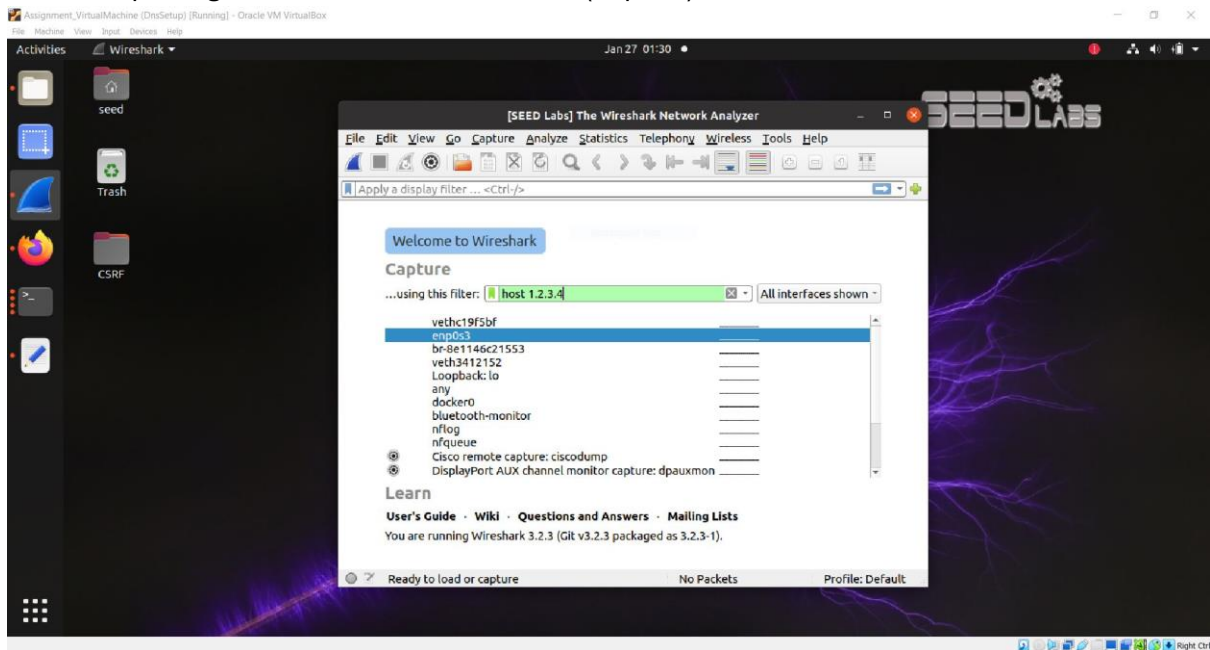 Assignment_VirtualMachine (DnsSetup) [Running] - Oracle VM VirtualBox
File Machine View Input Devices Help
Activities Wireshark Jan 27 01:30
seed
Trash
CSRF
SEED LABS
[SEED Labs] The Wireshark Network Analyzer
File Edit View Go Capture Analyze Statistics Telephony Wireless Tools Help
Apply a display filter ... <Ctrl-/>
Welcome to Wireshark
Capture
...using this filter: host 1.2.3.4 All interfaces shown
vethc19f5bf
enp0s3
br-8e1146c21553
veth3412152
Loopback: lo
any
docker0
bluetooth-monitor
nflog
nfqueue
Cisco remote capture: ciscodump
DisplayPort AUX channel monitor capture: dpauxmon
Learn
User's Guide · Wiki · Questions and Answers · Mailing Lists
You are running Wireshark 3.2.3 (Git v3.2.3 packaged as 3.2.3-1).
Ready to load or capture No Packets Profile: Default
Right Ctrl